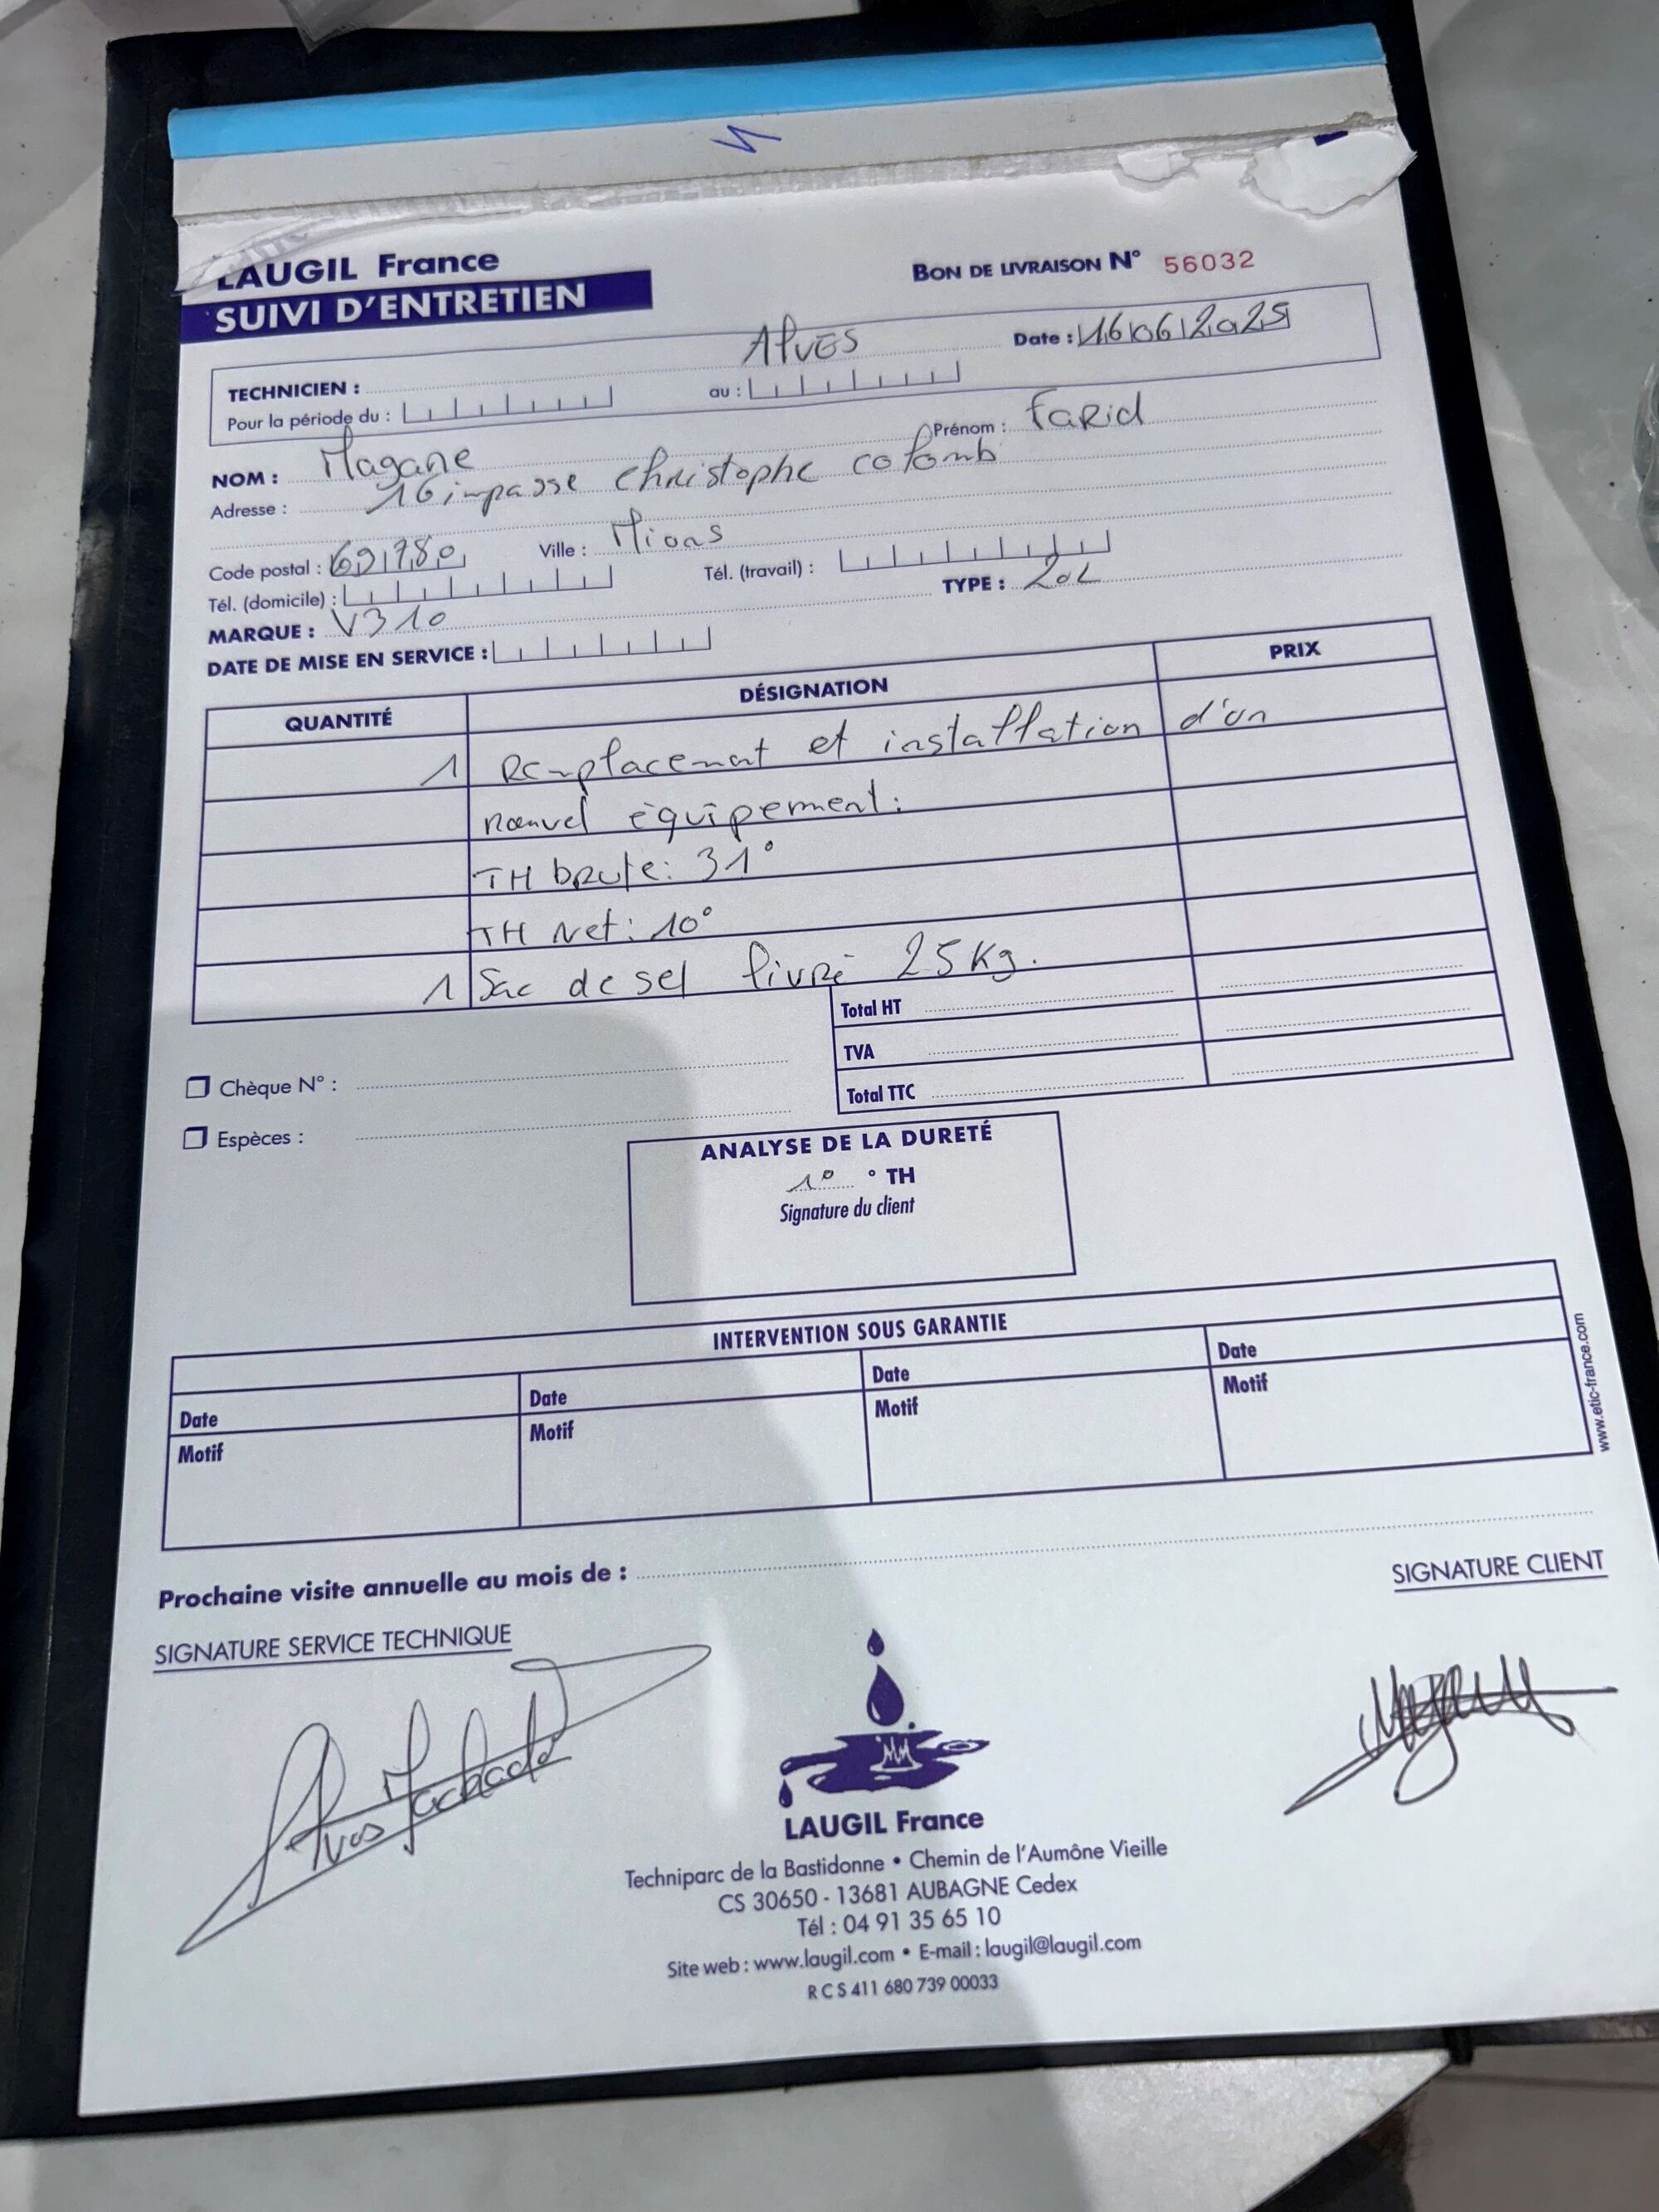 LAUGIL France
BON DE LIVRAISON N° 56032
SUIVI D'ENTRETIEN
TECHNICIEN : Alves Date : 16 06 2025
Pour la période du : au :
NOM : Magane Prénom : Farid
Adresse : 16 impasse christophe colomb
Code postal : 69780 Ville : Mions
Tél. (domicile) : Tél. (travail) :
MARQUE : V310 TYPE : 20L
DATE DE MISE EN SERVICE :
QUANTITÉ DÉSIGNATION PRIX
1 Remplacemat et installation d'un
nouvel équipement.
TH brute: 31°
TH Net: 10°
1 Sac de sel livré 25Kg.
Total HT
TVA
Total TTC
Chèque N° :
Espèces :
ANALYSE DE LA DURETÉ
10 ° TH
Signature du client
INTERVENTION SOUS GARANTIE
Date Date Date Date
Motif Motif Motif Motif
www.etic-france.com
Prochaine visite annuelle au mois de :
SIGNATURE SERVICE TECHNIQUE SIGNATURE CLIENT
Alves Machado
LAUGIL France
Techniparc de la Bastidonne • Chemin de l'Aumône Vieille
CS 30650 - 13681 AUBAGNE Cedex
Tél : 04 91 35 65 10
Site web : www.laugil.com • E-mail : laugil@laugil.com
R C S 411 680 739 00033